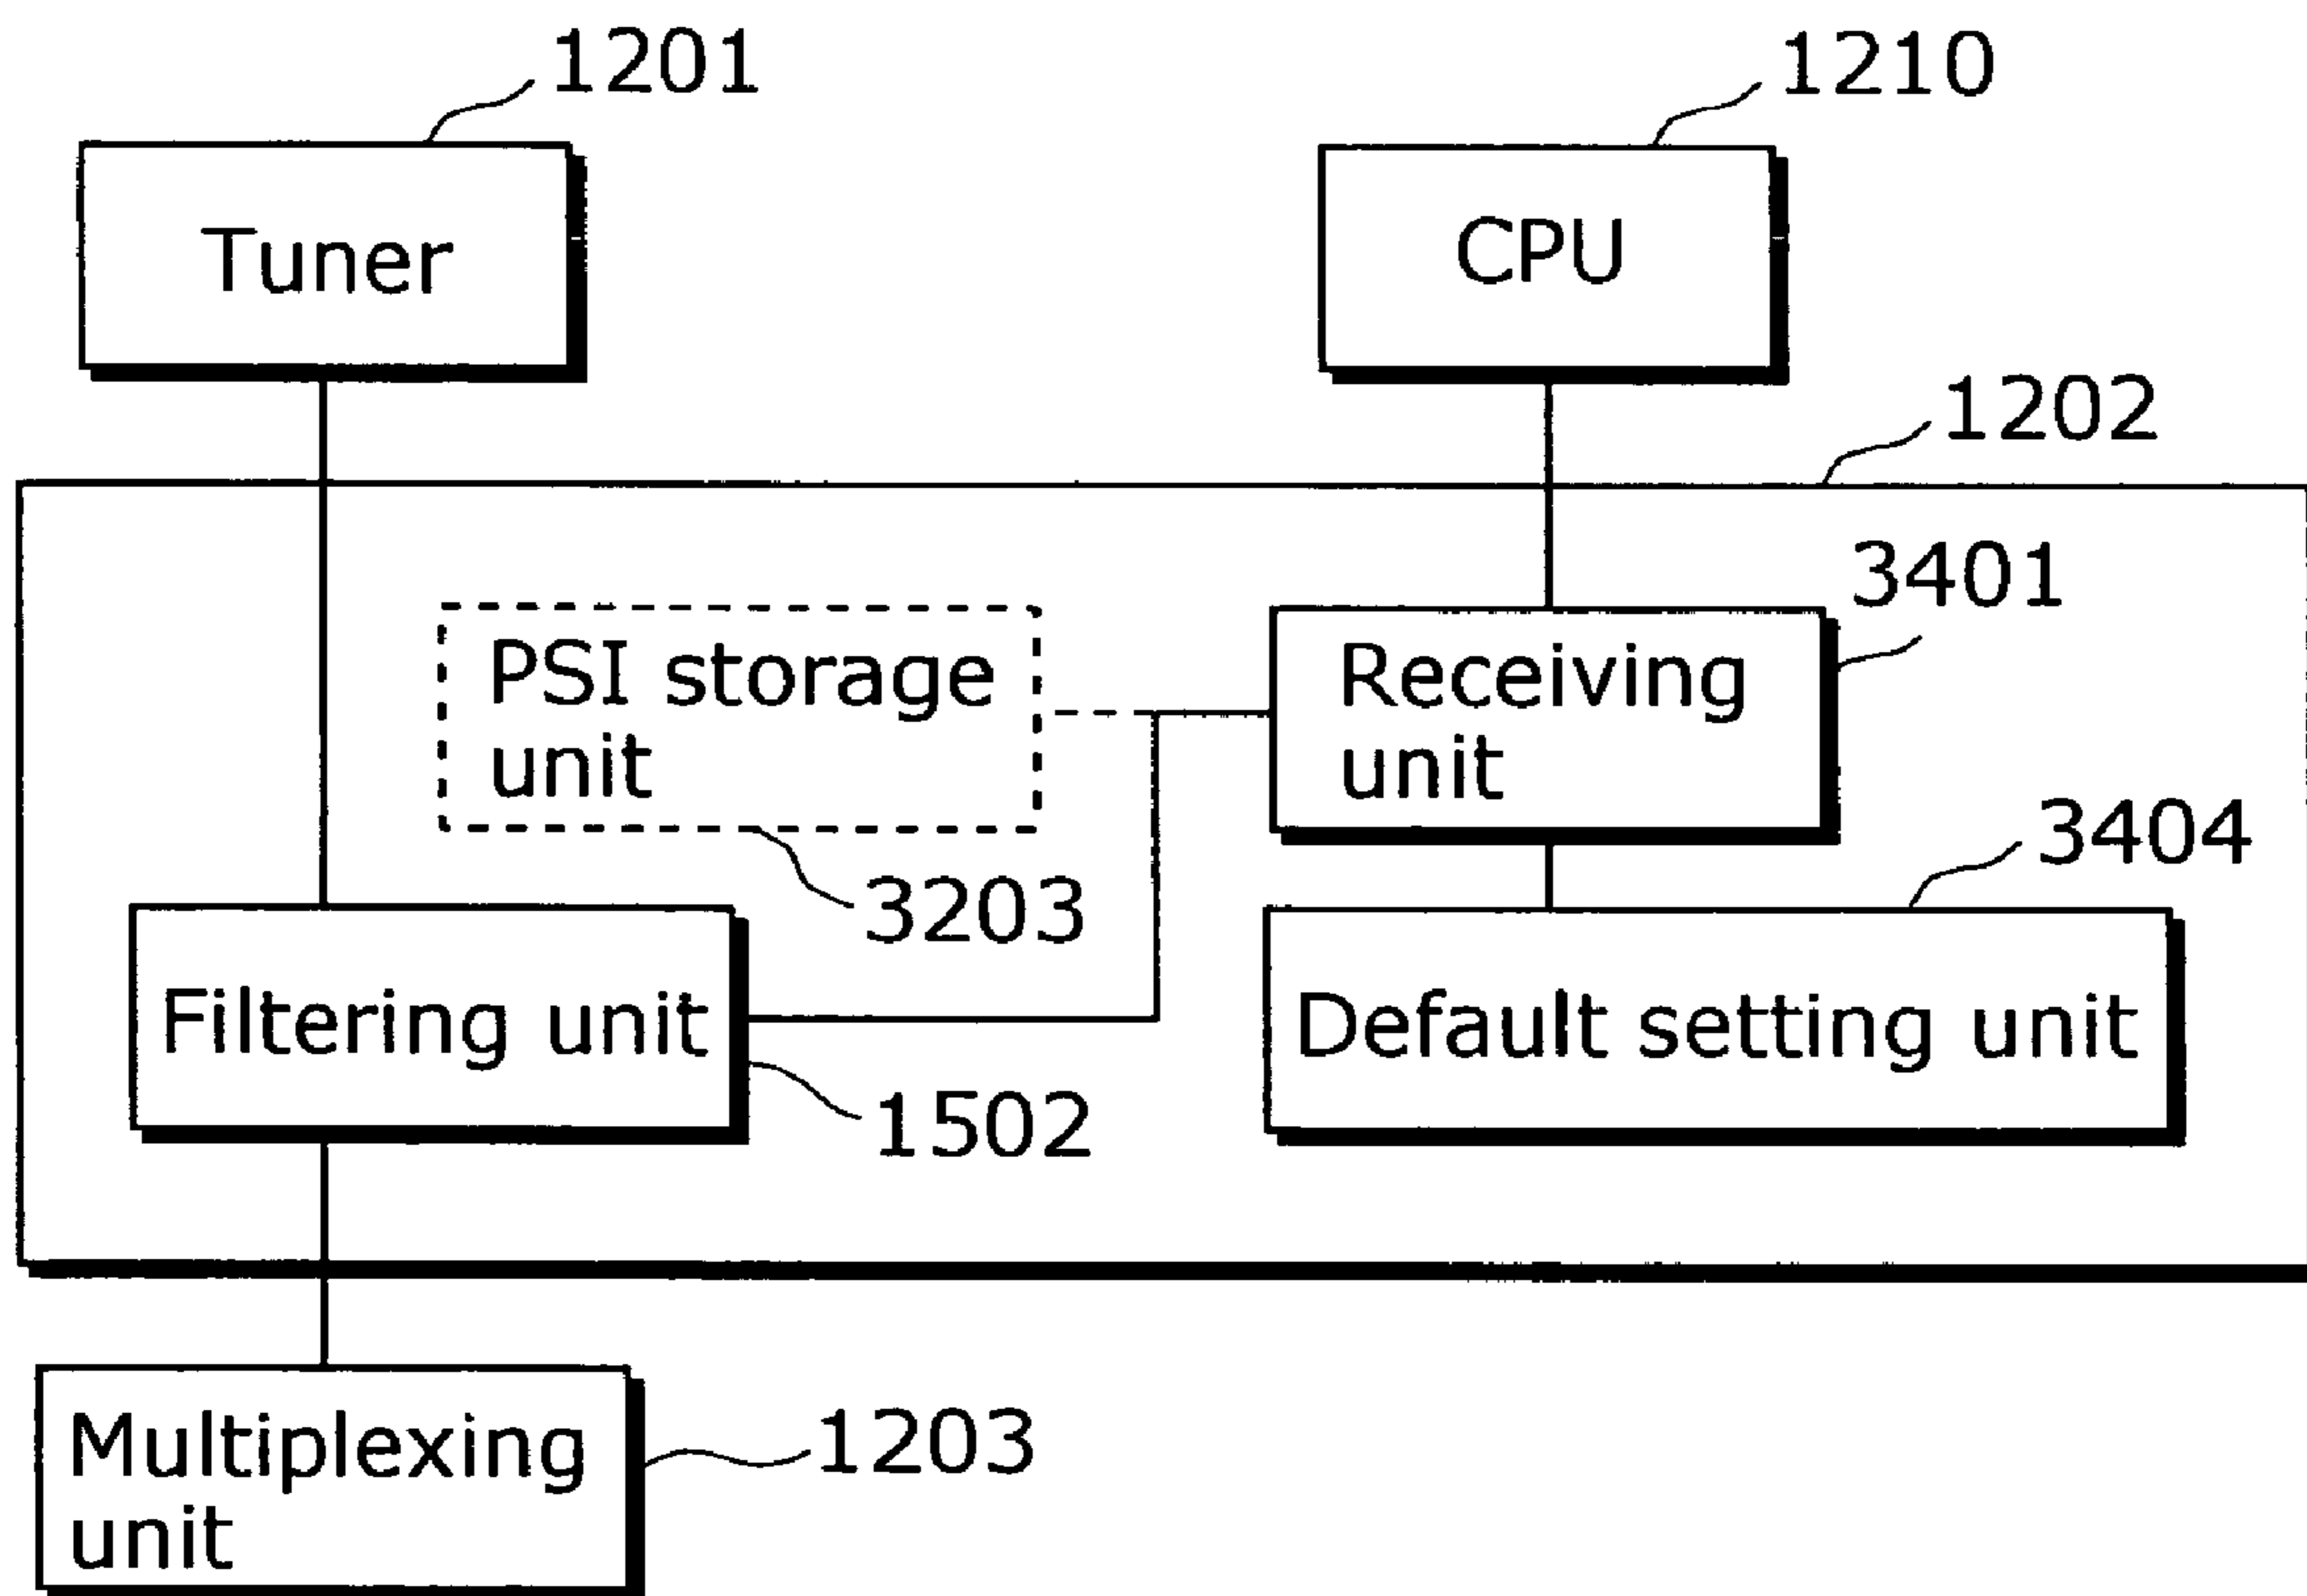 1201
1210
Tuner
CPU
1202
3401
PSI storage
unit
Receiving
unit
3404
3203
Filtering unit
Default setting unit
1502
Multiplexing
unit
1203